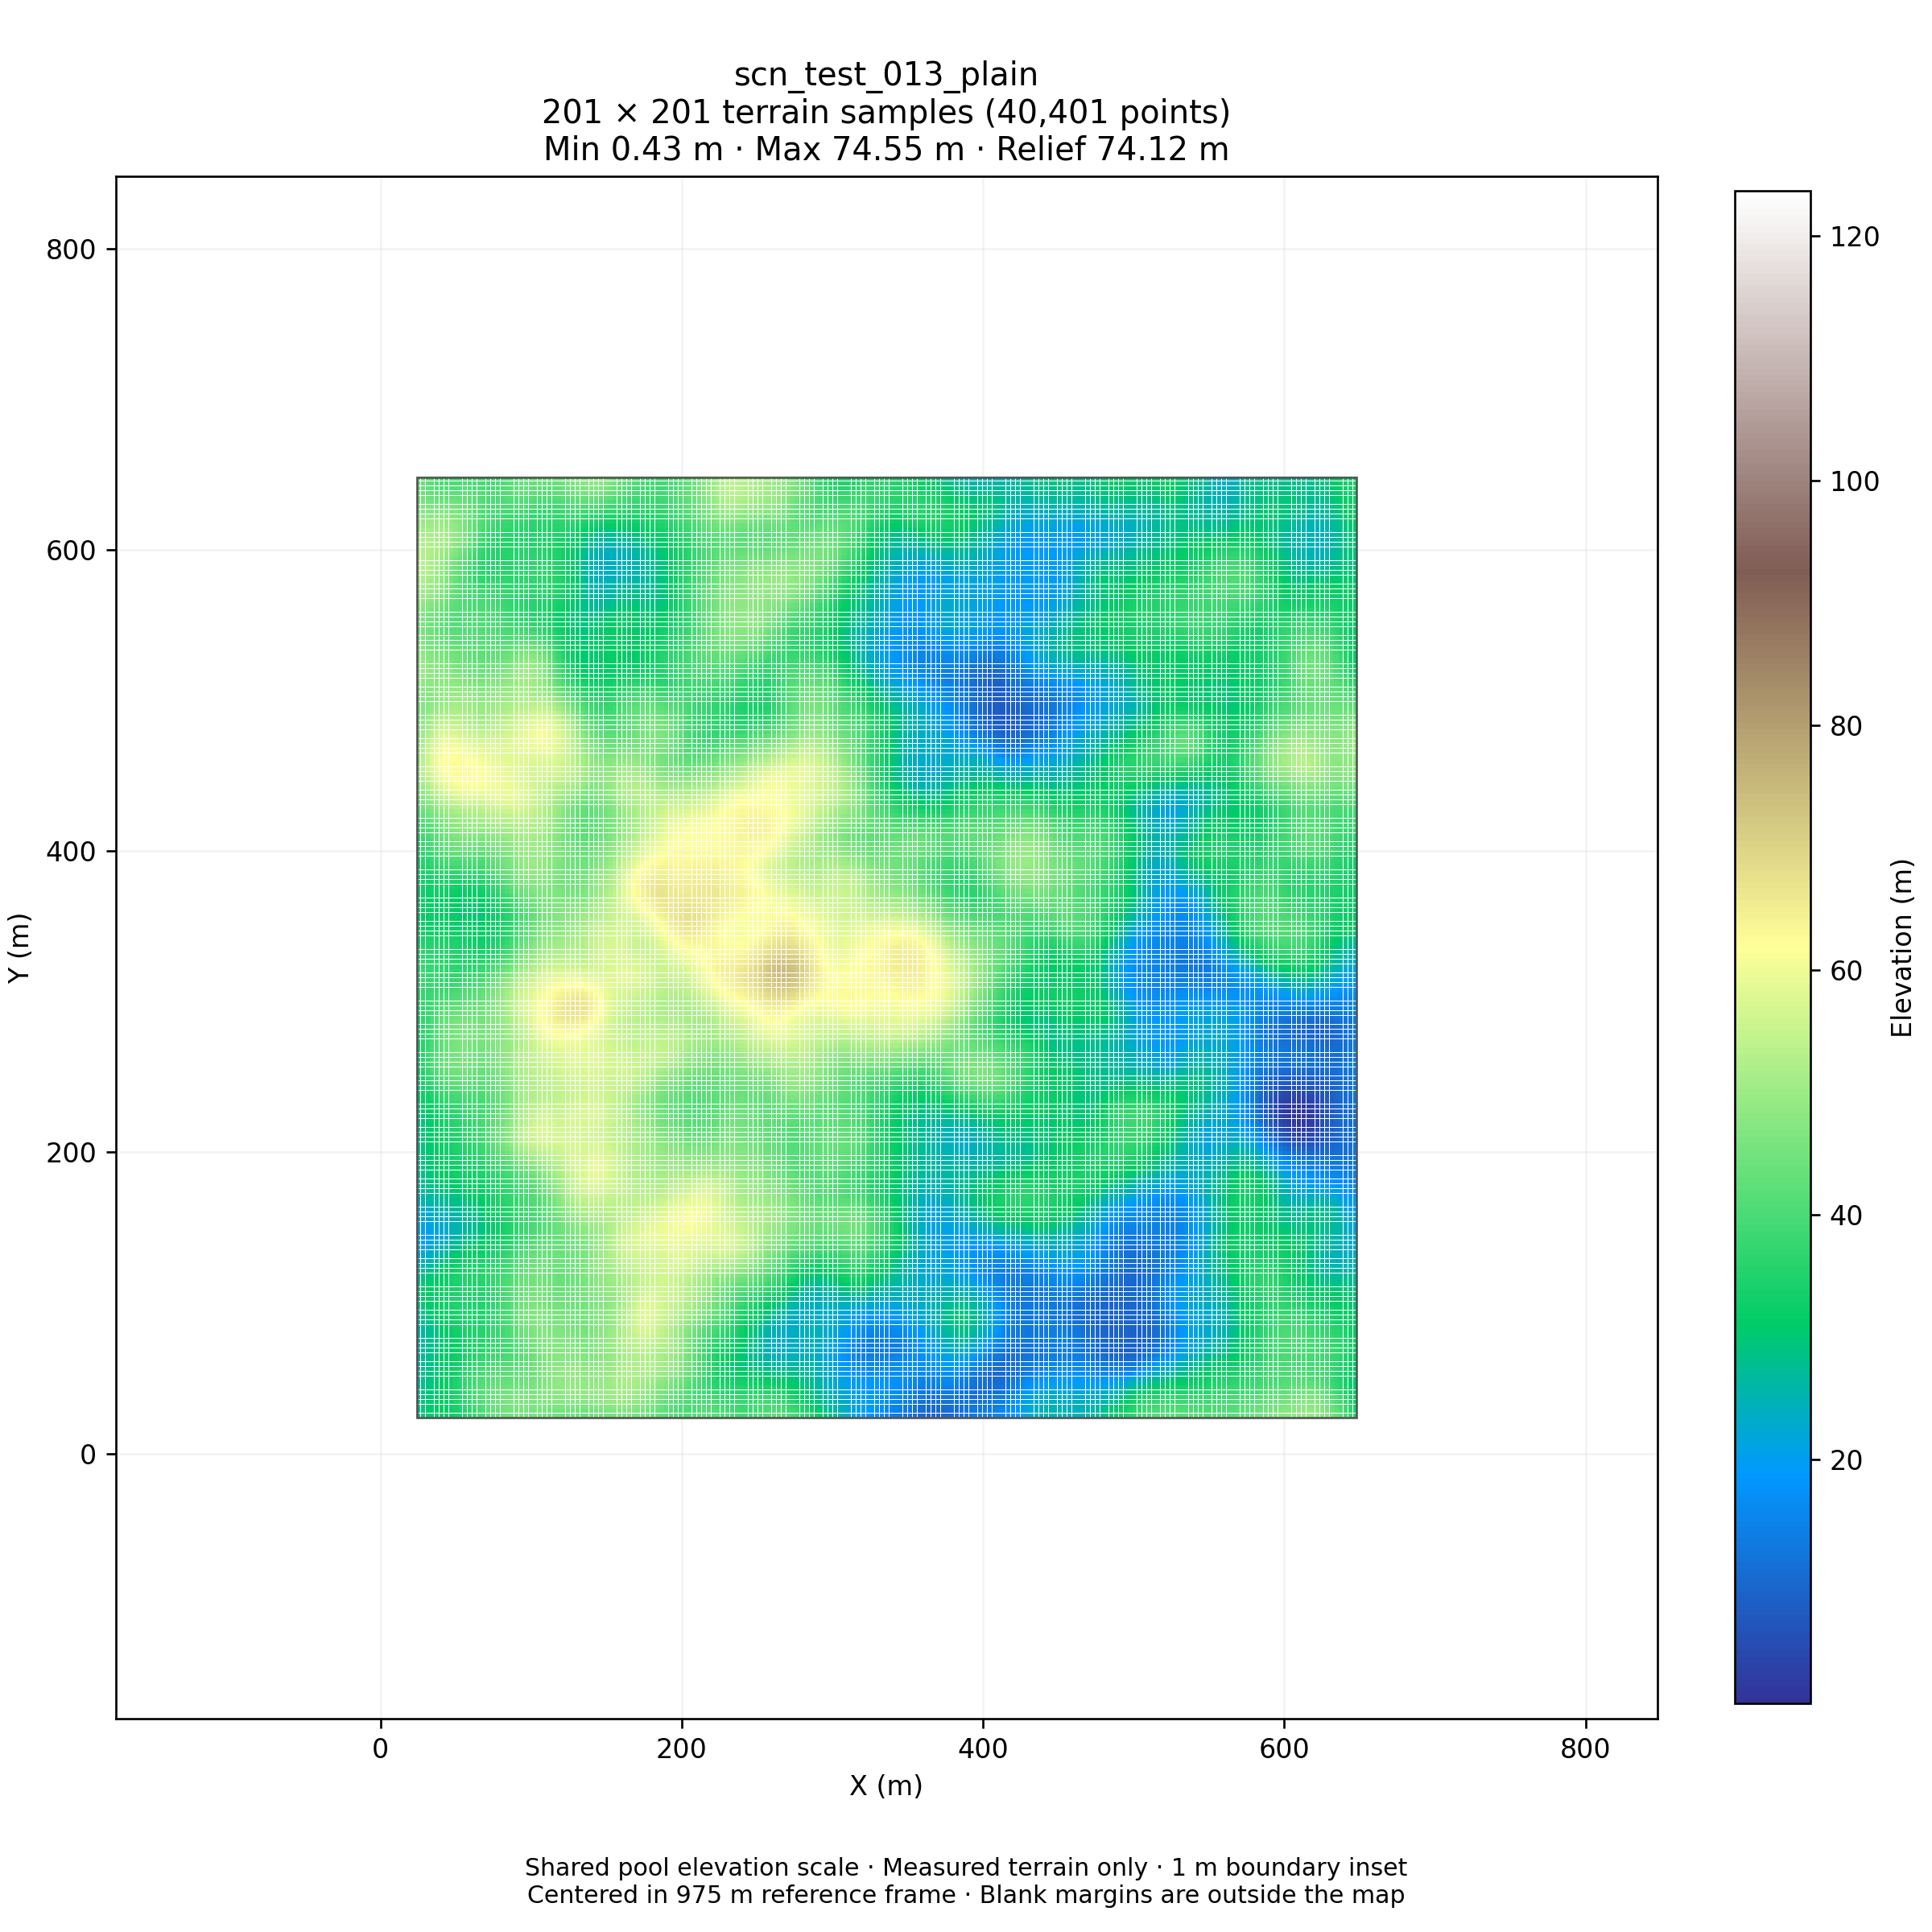 scn_test_013_plain
201 × 201 terrain samples (40,401 points)
Min 0.43 m · Max 74.55 m · Relief 74.12 m
800
600
400
200
0
Y (m)
0
200
400
600
800
X (m)
120
100
80
60
40
20
Elevation (m)
Shared pool elevation scale · Measured terrain only · 1 m boundary inset
Centered in 975 m reference frame · Blank margins are outside the map